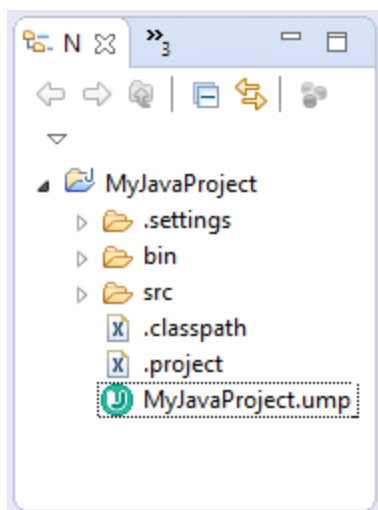 N »3
MyJavaProject
.settings
bin
src
.classpath
.project
MyJavaProject.ump